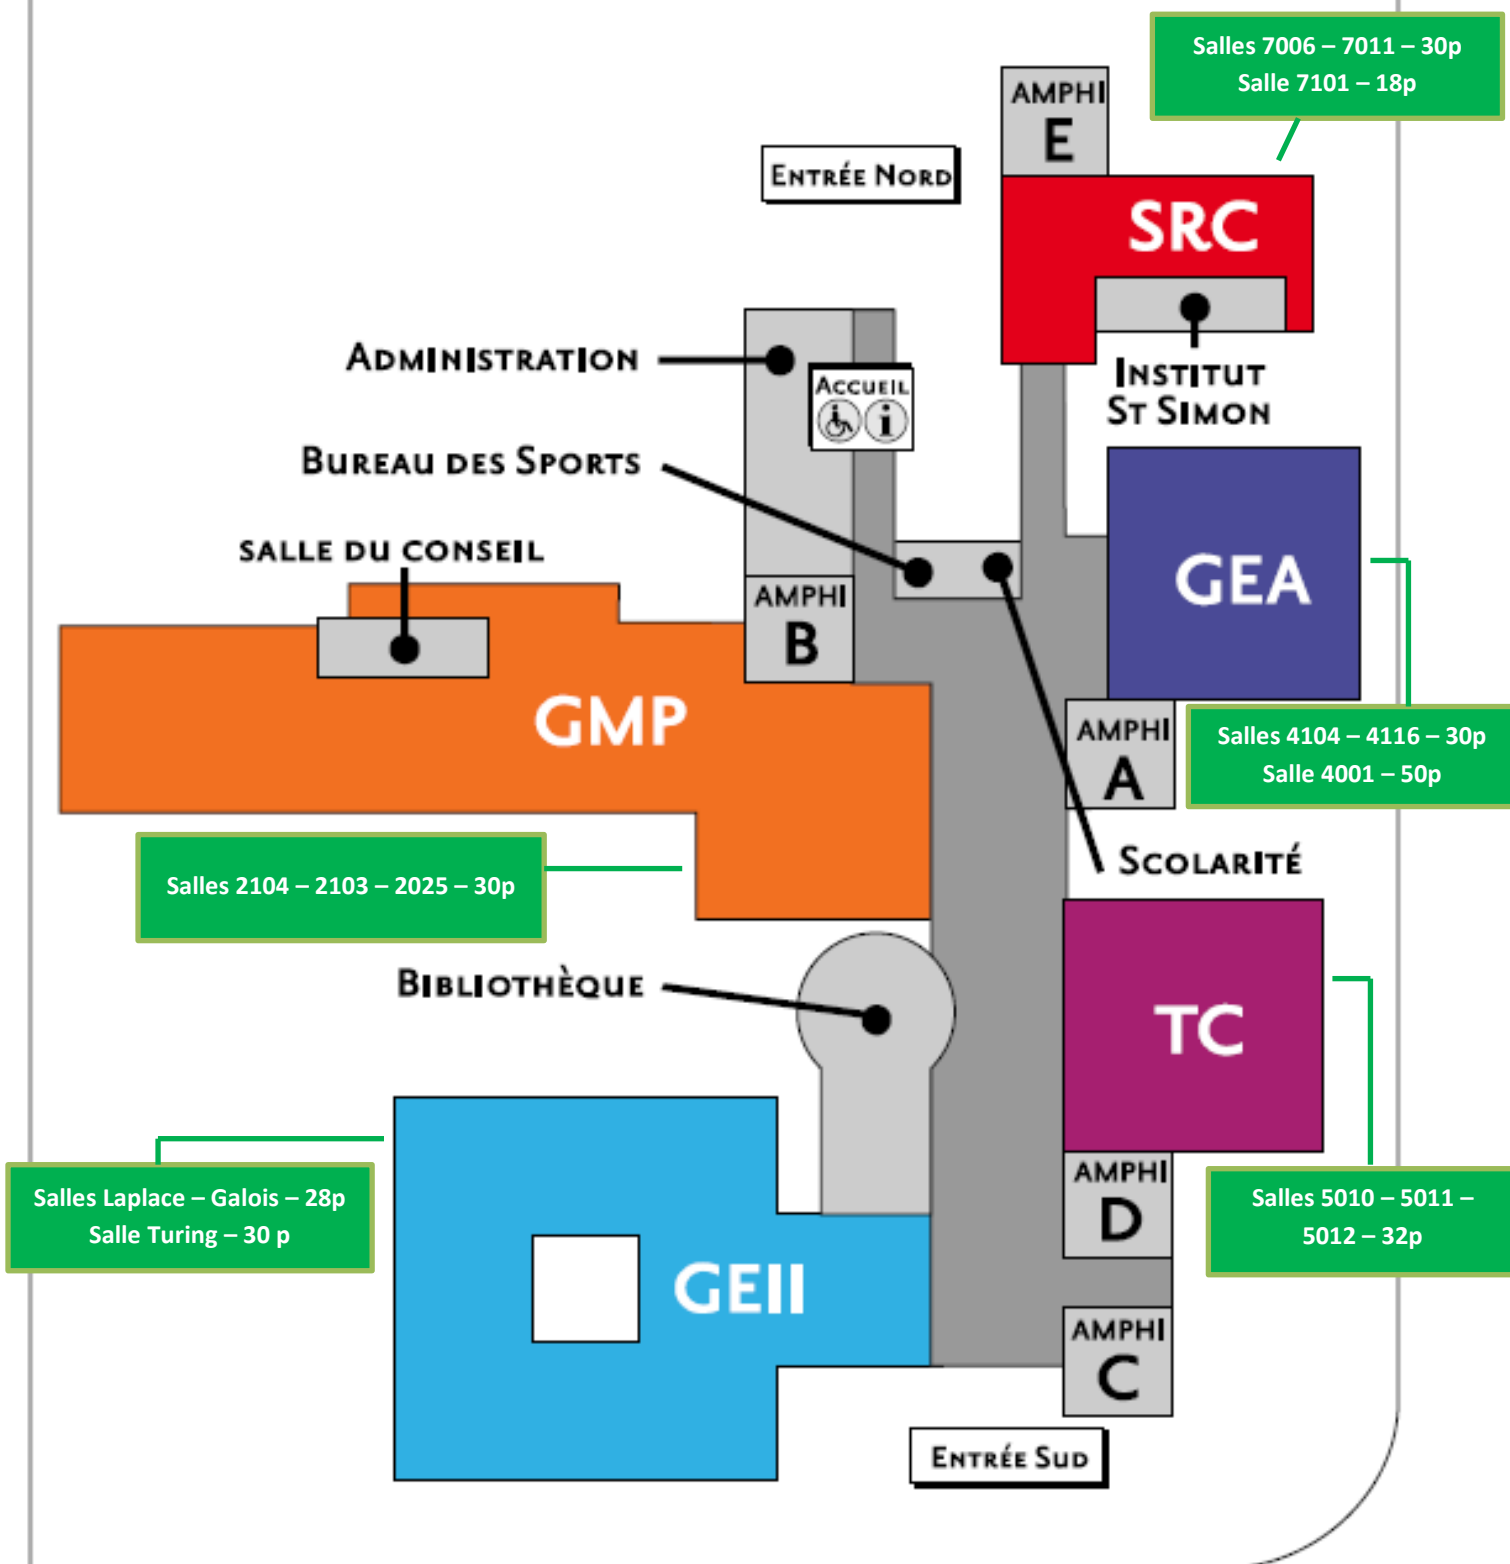 Salles 7006 – 7011 – 30p
Salle 7101 – 18p
AMPHI
E
ENTRÉE NORD
SRC
ADMINISTRATION
ACCUEIL
i
INSTITUT
ST SIMON
BUREAU DES SPORTS
SALLE DU CONSEIL
GEA
AMPHI
B
GMP
AMPHI
A
Salles 4104 – 4116 – 30p
Salle 4001 – 50p
SCOLARITÉ
Salles 2104 – 2103 – 2025 – 30p
BIBLIOTHÈQUE
TC
Salles Laplace – Galois – 28p
Salle Turing – 30 p
AMPHI
D
Salles 5010 – 5011 –
5012 – 32p
GEII
AMPHI
C
ENTRÉE SUD